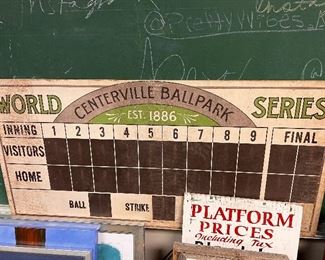 @PrettyVibes_
CENTERVILLE BALLPARK
WORLD EST. 1886 SERIES
INNING 1 2 3 4 5 6 7 8 9 FINAL
VISITORS
HOME
BALL STRIKE
PLATFORM
PRICES
Including Tax